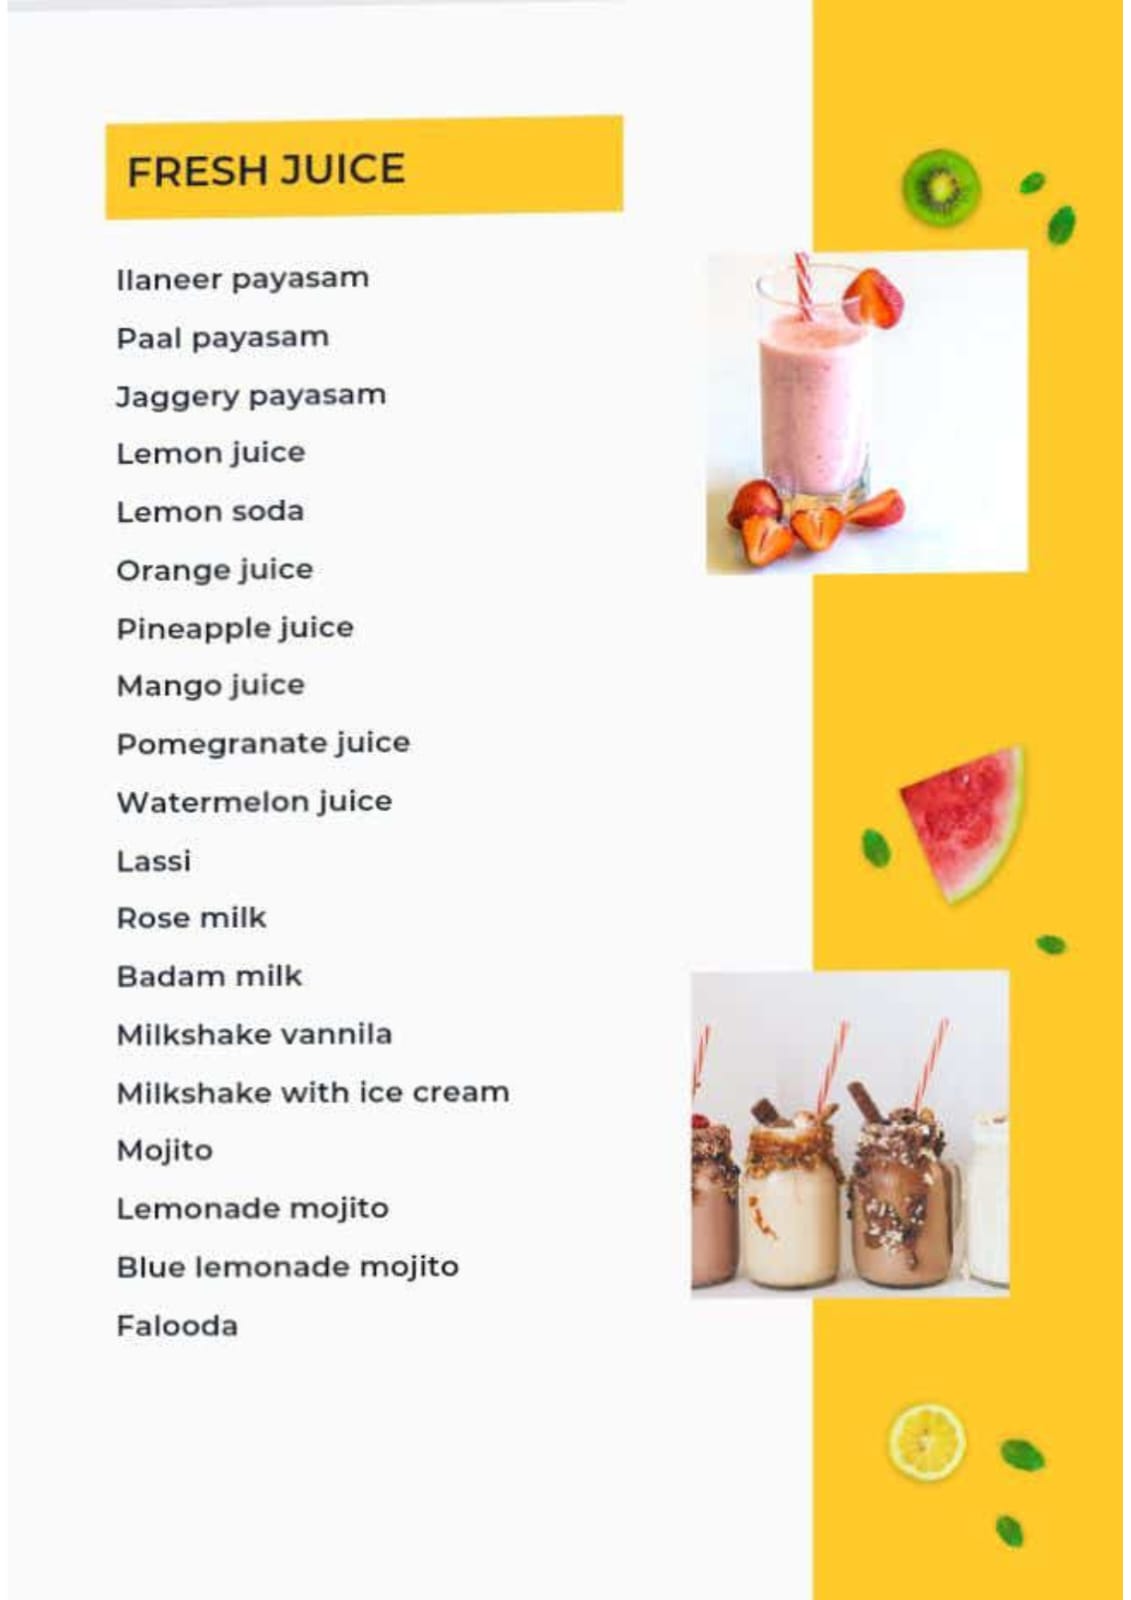 FRESH JUICE
Ilaneer payasam
Paal payasam
Jaggery payasam
Lemon juice
Lemon soda
Orange juice
Pineapple juice
Mango juice
Pomegranate juice
Watermelon juice
Lassi
Rose milk
Badam milk
Milkshake vannila
Milkshake with ice cream
Mojito
Lemonade mojito
Blue lemonade mojito
Falooda